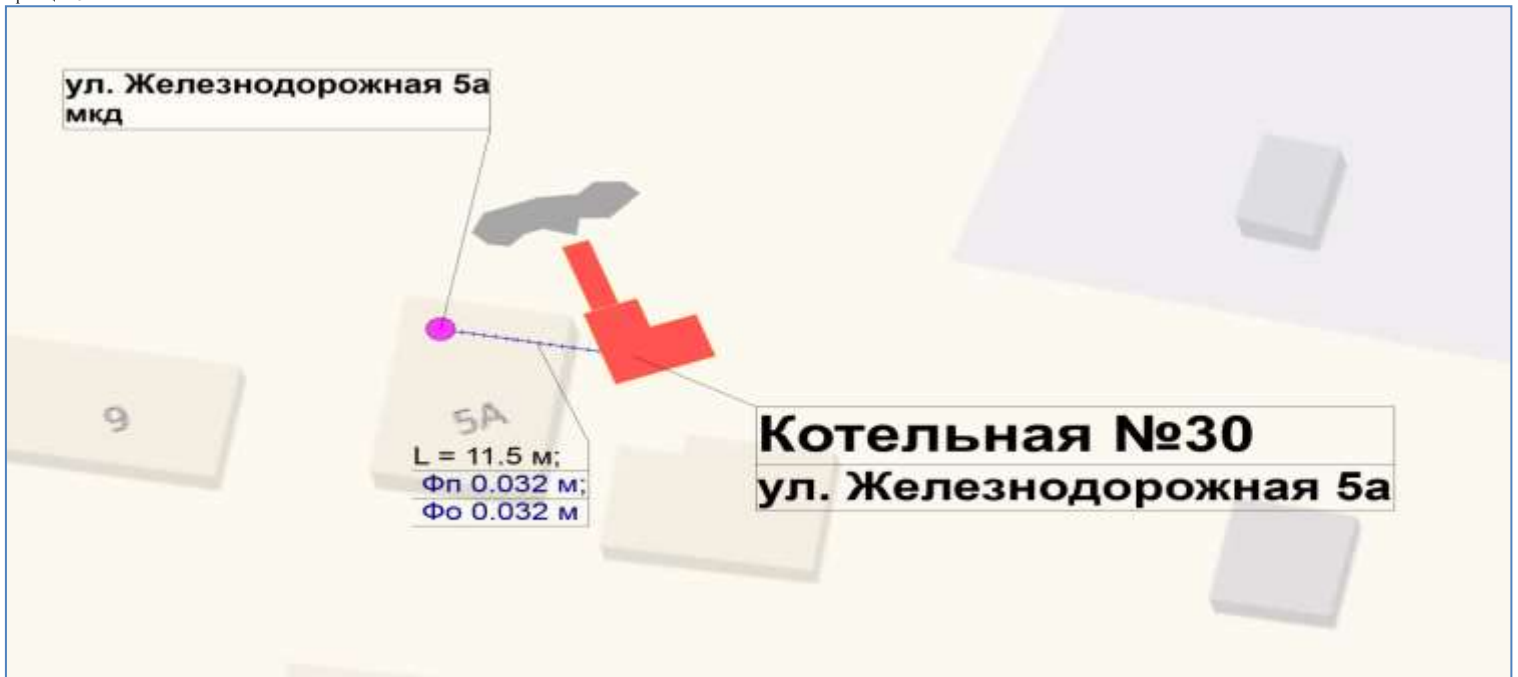 ул. Железнодорожная 5а
мкд
9
5А
L = 11.5 м;
Фп 0.032 м;
Фо 0.032 м
Котельная №30
ул. Железнодорожная 5а